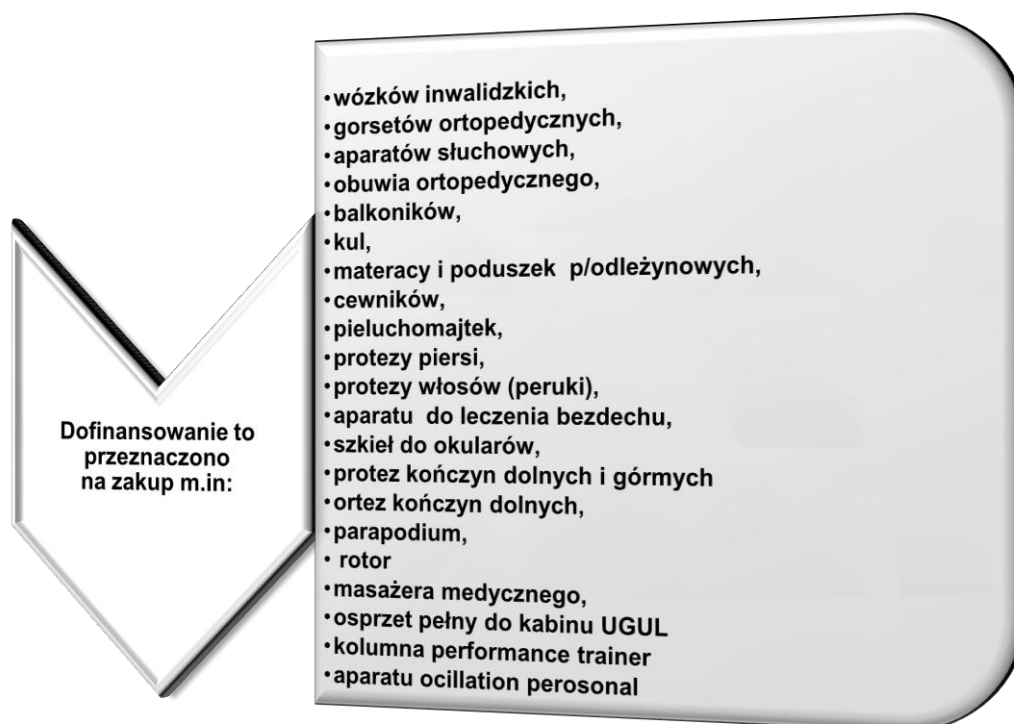 Dofinansowanie to
przeznaczono
na zakup m.in:
•wózków inwalidzkich,
•gorsetów ortopedycznych,
•aparatów słuchowych,
•obuwia ortopedycznego,
•balkoników,
•kul,
•materacy i poduszek  p/odleżynowych,
•cewników,
•pieluchomajtek,
•protezy piersi,
•protezy włosów (peruki),
•aparatu  do leczenia bezdechu,
•szkieł do okularów,
•protez kończyn dolnych i górmych
•ortez kończyn dolnych,
•parapodium,
• rotor
•masażera medycznego,
•osprzet pełny do kabinu UGUL
•kolumna performance trainer
•aparatu ocillation perosonal